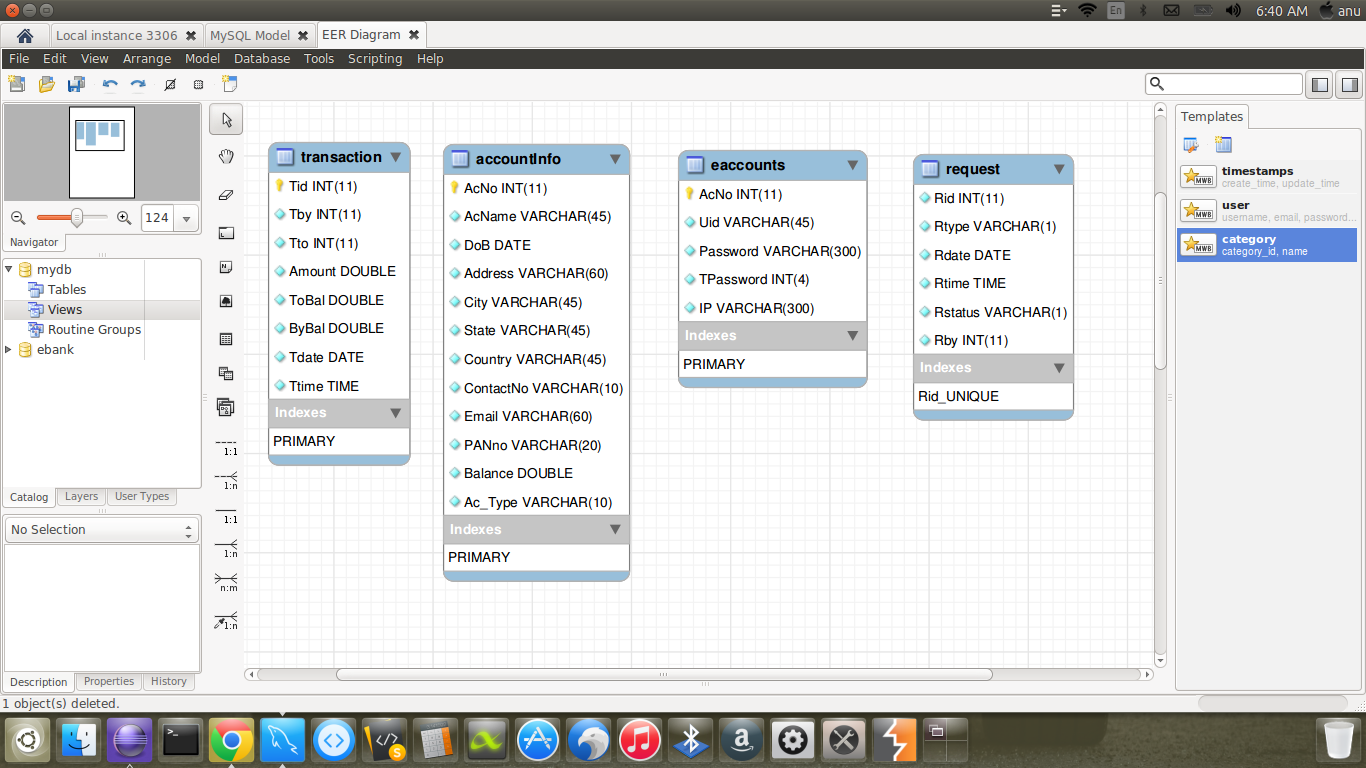 En
6:40 AM
anu
Local instance 3306
MySQL Model
EER Diagram
File Edit View Arrange Model Database Tools Scripting Help
124
Navigator
mydb
Tables
Views
Routine Groups
ebank
Catalog Layers User Types
No Selection
Description Properties History
1 object(s) deleted.
1:1
1:n
1:1
1:n
n:m
1:n
transaction
Tid INT(11)
Tby INT(11)
Tto INT(11)
Amount DOUBLE
ToBal DOUBLE
ByBal DOUBLE
Tdate DATE
Ttime TIME
Indexes
PRIMARY
accountInfo
AcNo INT(11)
AcName VARCHAR(45)
DoB DATE
Address VARCHAR(60)
City VARCHAR(45)
State VARCHAR(45)
Country VARCHAR(45)
ContactNo VARCHAR(10)
Email VARCHAR(60)
PANno VARCHAR(20)
Balance DOUBLE
Ac_Type VARCHAR(10)
Indexes
PRIMARY
eaccounts
AcNo INT(11)
Uid VARCHAR(45)
Password VARCHAR(300)
TPassword INT(4)
IP VARCHAR(300)
Indexes
PRIMARY
request
Rid INT(11)
Rtype VARCHAR(1)
Rdate DATE
Rtime TIME
Rstatus VARCHAR(1)
Rby INT(11)
Indexes
Rid_UNIQUE
Templates
MWB
timestamps
create_time, update_time
MWB
user
username, email, password...
MWB
category
category_id, name
S
a